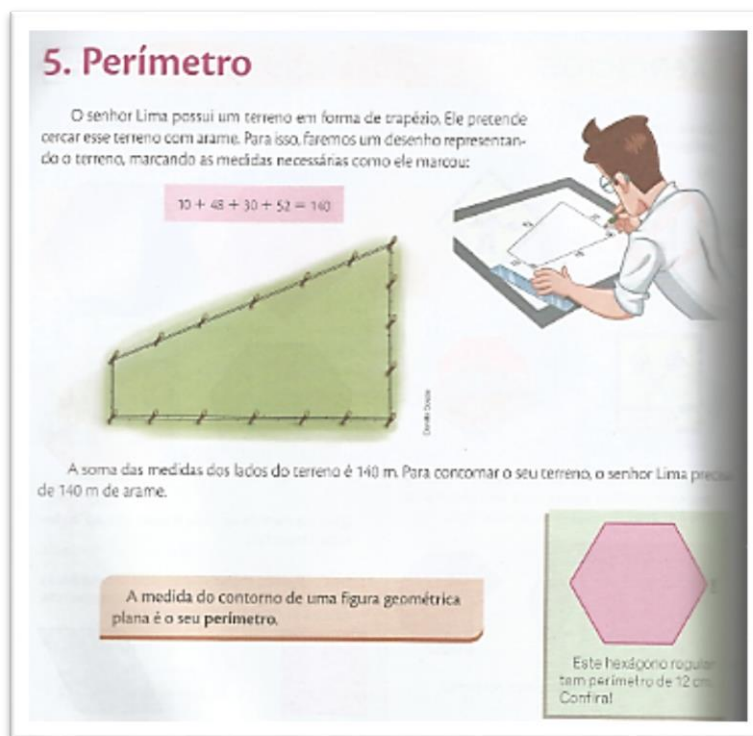 5. Perímetro
O senhor Lima possui um terreno em forma de trapézio. Ele pretende
cercar esse terreno com arame. Para isso, faremos um desenho representan-
do o terreno, marcando as medidas necessárias como ele marcou:
10 + 48 + 30 + 52 = 140
A soma das medidas dos lados do terreno é 140 m. Para contornar o seu terreno, o senhor Lima precisa
de 140 m de arame.
A medida do contorno de uma figura geométrica
plana é o seu perímetro.
Este hexágono regular
tem perímetro de 12 cm.
Confira!